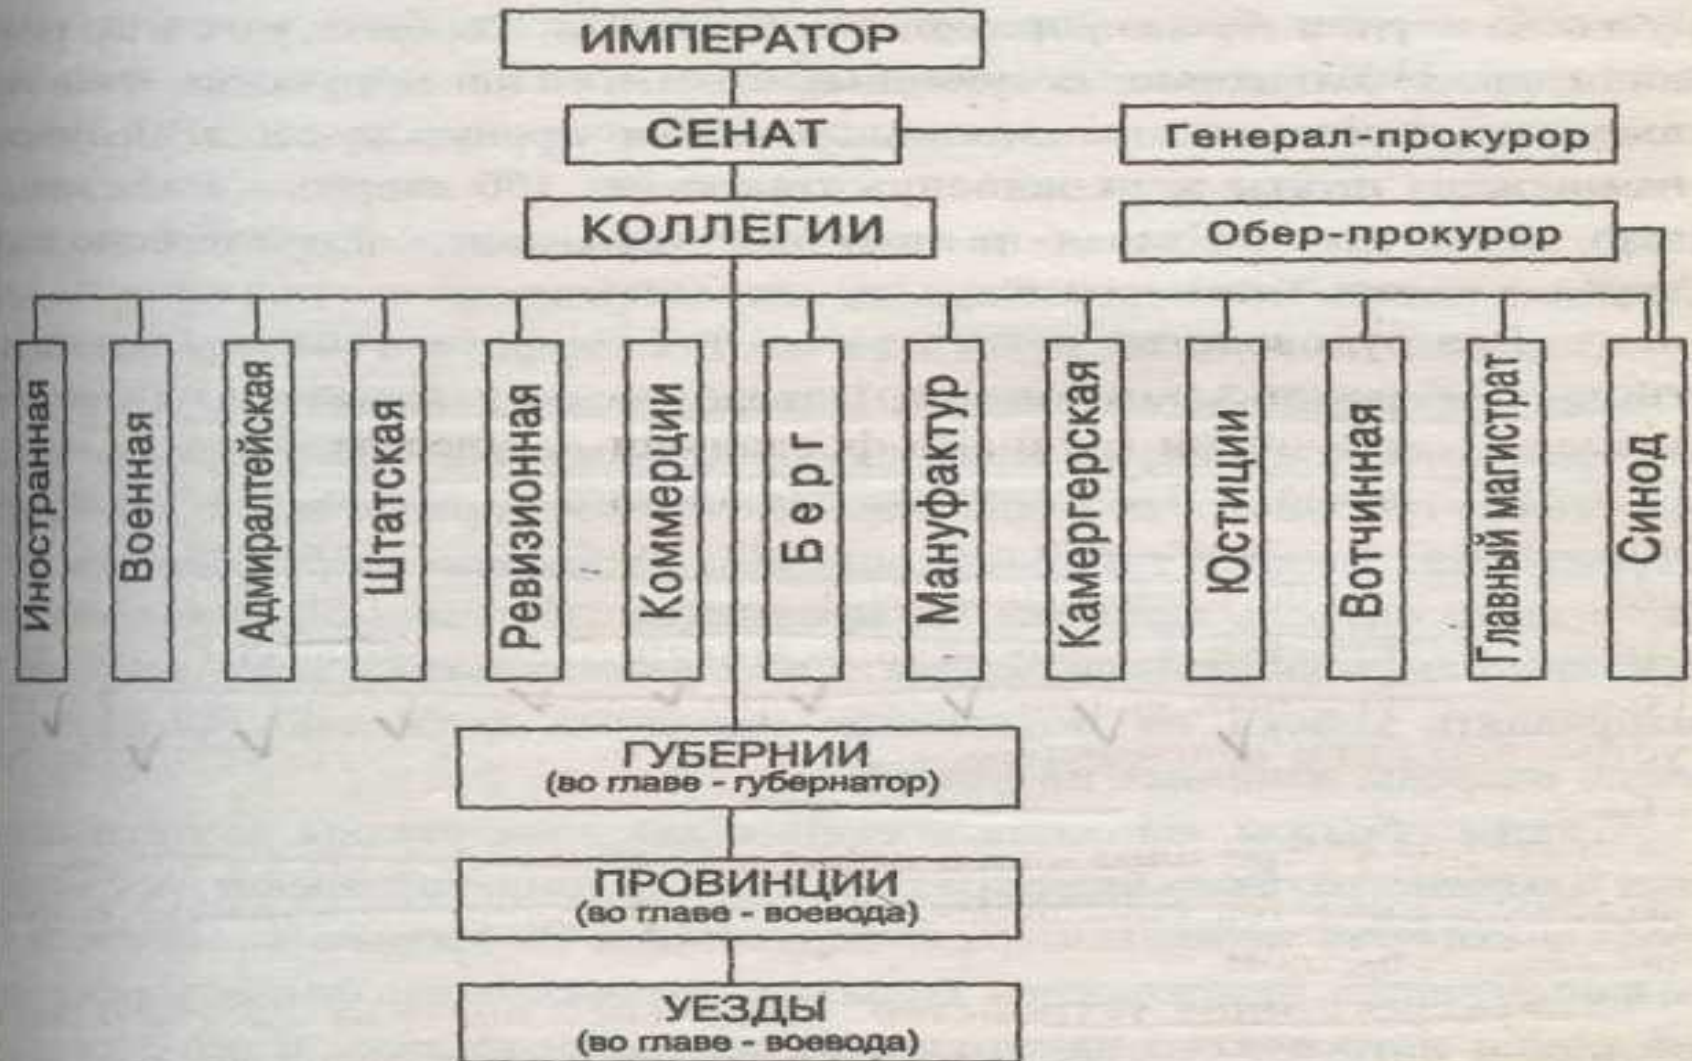 ИМПЕРАТОР
СЕНАТ
Генерал-прокурор
КОЛЛЕГИИ
Обер-прокурор
Иностранная
Военная
Адмиралтейская
Штатская
Ревизионная
Коммерции
Берг
Мануфактур
Камергерская
Юстиции
Вотчинная
Главный магистрат
Синод
ГУБЕРНИИ
(во главе - губернатор)
ПРОВИНЦИИ
(во главе - воевода)
УЕЗДЫ
(во главе - воевода)